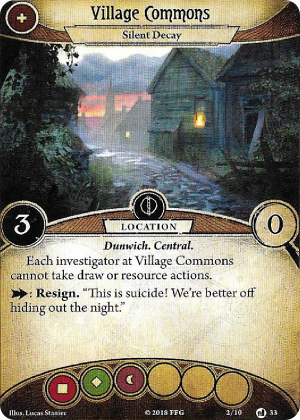 Village Commons
Silent Decay
3
0
LOCATION
Dunwich. Central.
Each investigator at Village Commons
cannot take draw or resource actions.
: Resign. “This is suicide! We’re better off
hiding out the night.”
Illus. Lucas Staniec
© 2018 FFG
2/10
33